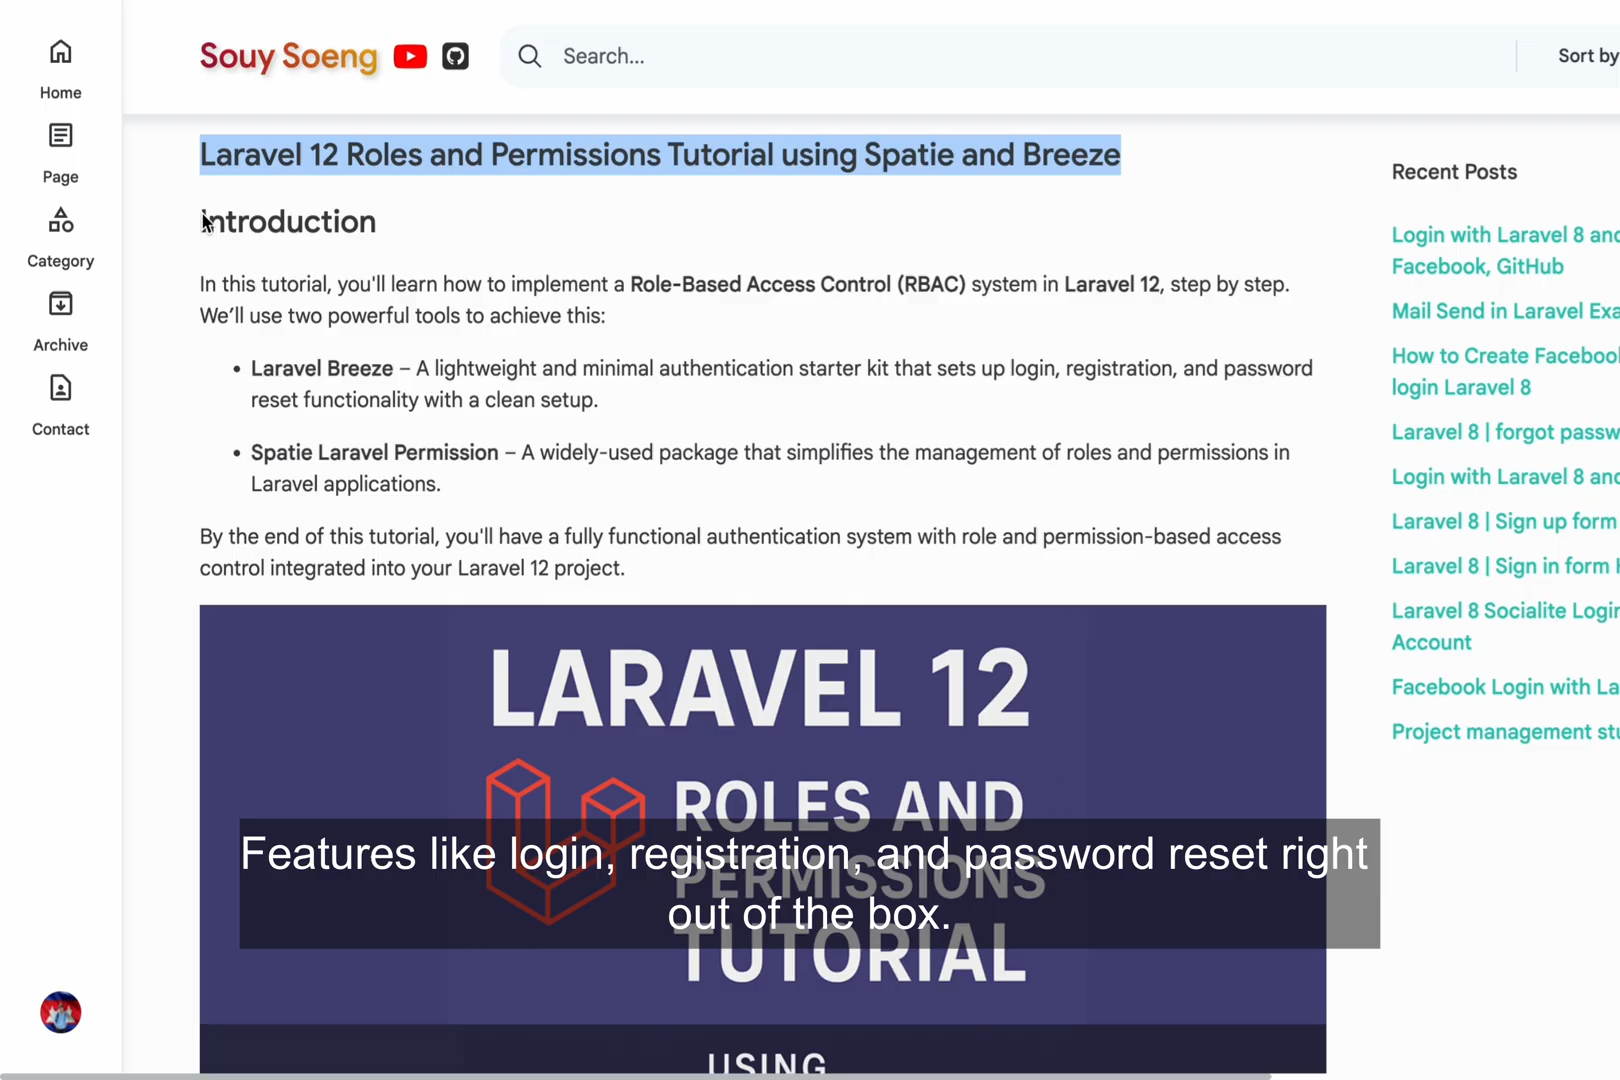 Souy Soeng
Search...
Sort by
Home
Page
Category
Archive
Contact
Laravel 12 Roles and Permissions Tutorial using Spatie and Breeze
Introduction
In this tutorial, you'll learn how to implement a Role-Based Access Control (RBAC) system in Laravel 12, step by step.
We’ll use two powerful tools to achieve this:
• Laravel Breeze – A lightweight and minimal authentication starter kit that sets up login, registration, and password
reset functionality with a clean setup.
• Spatie Laravel Permission – A widely-used package that simplifies the management of roles and permissions in
Laravel applications.
By the end of this tutorial, you'll have a fully functional authentication system with role and permission-based access
control integrated into your Laravel 12 project.
LARAVEL 12
ROLES AND
PERMISSIONS
TUTORIAL
USING
Features like login, registration, and password reset right
out of the box.
Recent Posts
Login with Laravel 8 and
Facebook, GitHub
Mail Send in Laravel Exa
How to Create Facebook
login Laravel 8
Laravel 8 | forgot passw
Login with Laravel 8 and
Laravel 8 | Sign up form
Laravel 8 | Sign in form
Laravel 8 Socialite Login
Account
Facebook Login with La
Project management stu